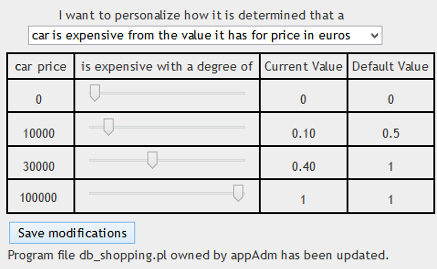 I want to personalize how it is determined that a
car is expensive from the value it has for price in euros
car price is expensive with a degree of Current Value Default Value
0 0 0
10000 0.10 0.5
30000 0.40 1
100000 1 1
Save modifications
Program file db_shopping.pl owned by appAdm has been updated.